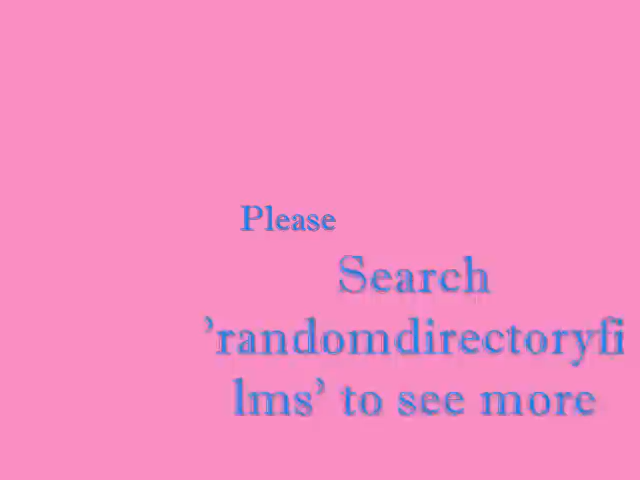 Please
Search
'randomdirectoryfi
lms' to see more